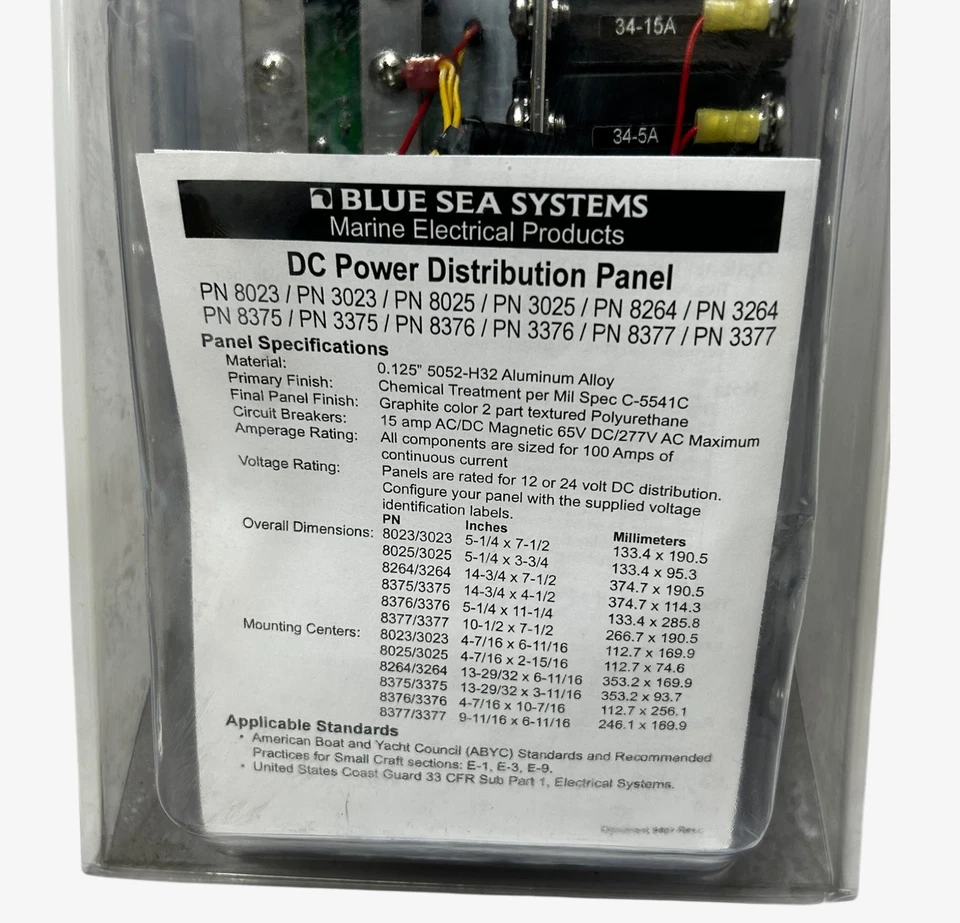 34-15A
34-5A
BLUE SEA SYSTEMS
Marine Electrical Products
DC Power Distribution Panel
PN 8023 / PN 3023 / PN 8025 / PN 3025 / PN 8264 / PN 3264
PN 8375 / PN 3375 / PN 8376 / PN 3376 / PN 8377 / PN 3377
Panel Specifications
Material: 0.125" 5052-H32 Aluminum Alloy
Primary Finish: Chemical Treatment per Mil Spec C-5541C
Final Panel Finish: Graphite color 2 part textured Polyurethane
Circuit Breakers: 15 amp AC/DC Magnetic 65V DC/277V AC Maximum
Amperage Rating: All components are sized for 100 Amps of
continuous current
Voltage Rating: Panels are rated for 12 or 24 volt DC distribution.
Configure your panel with the supplied voltage
identification labels.
PN Inches Millimeters
Overall Dimensions: 8023/3023 5-1/4 x 7-1/2 133.4 x 190.5
8025/3025 5-1/4 x 3-3/4 133.4 x 95.3
8264/3264 14-3/4 x 7-1/2 374.7 x 190.5
8375/3375 14-3/4 x 4-1/2 374.7 x 114.3
8376/3376 5-1/4 x 11-1/4 133.4 x 285.8
8377/3377 10-1/2 x 7-1/2 266.7 x 190.5
Mounting Centers: 8023/3023 4-7/16 x 6-11/16 112.7 x 169.9
8025/3025 4-7/16 x 2-15/16 112.7 x 74.6
8264/3264 13-29/32 x 6-11/16 353.2 x 169.9
8375/3375 13-29/32 x 3-11/16 353.2 x 93.7
8376/3376 4-7/16 x 10-7/16 112.7 x 256.1
8377/3377 9-11/16 x 6-11/16 246.1 x 169.9
Applicable Standards
• American Boat and Yacht Council (ABYC) Standards and Recommended
Practices for Small Craft sections: E-1, E-3, E-9.
• United States Coast Guard 33 CFR Sub Part 1, Electrical Systems.
Document